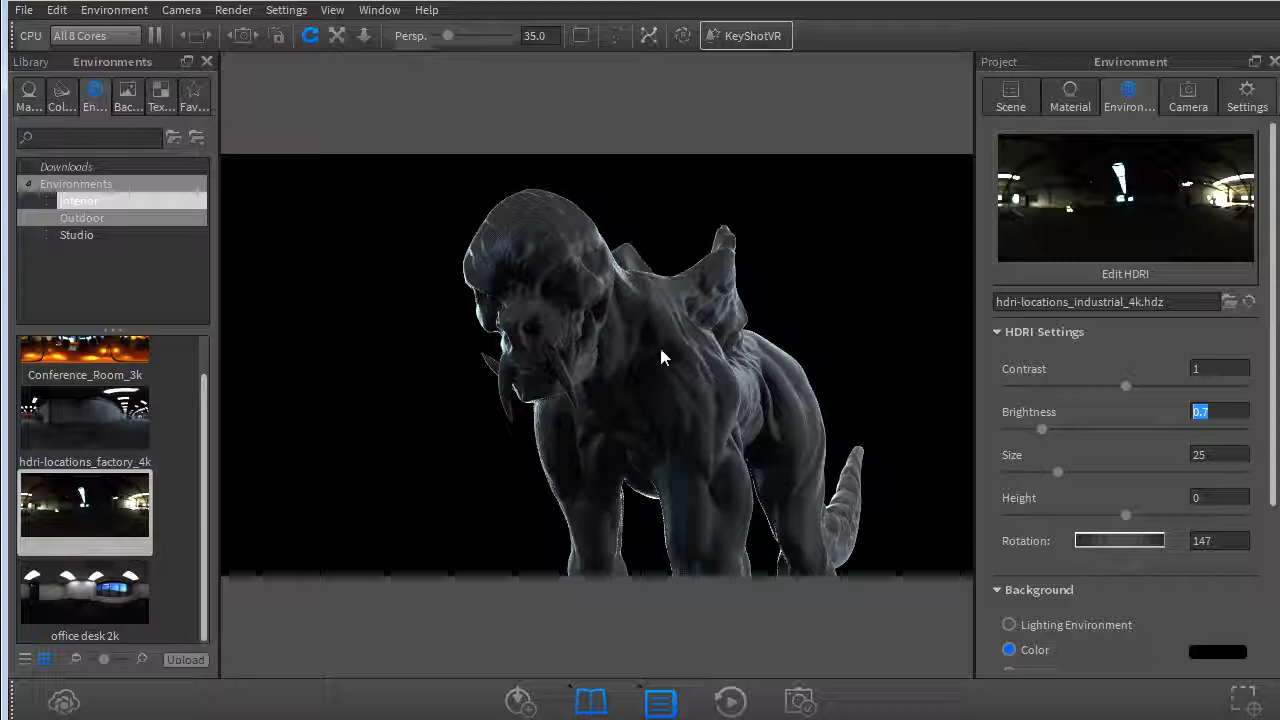 File Edit Environment Camera Render Settings View Window Help
CPU All 8 Cores Persp. 35.0 KeyShotVR
Library Environments
Ma... Col... En... Bac... Tex... Fav...
Downloads
Environments
Interior
Outdoor
Studio
Conference_Room_3k
hdri-locations_factory_4k
office desk 2k
Upload
Project Environment
Scene Material Environ... Camera Settings
Edit HDRI
hdri-locations_industrial_4k.hdz
HDRI Settings
Contrast 1
Brightness 0.7
Size 25
Height 0
Rotation: 147
Background
Lighting Environment
Color